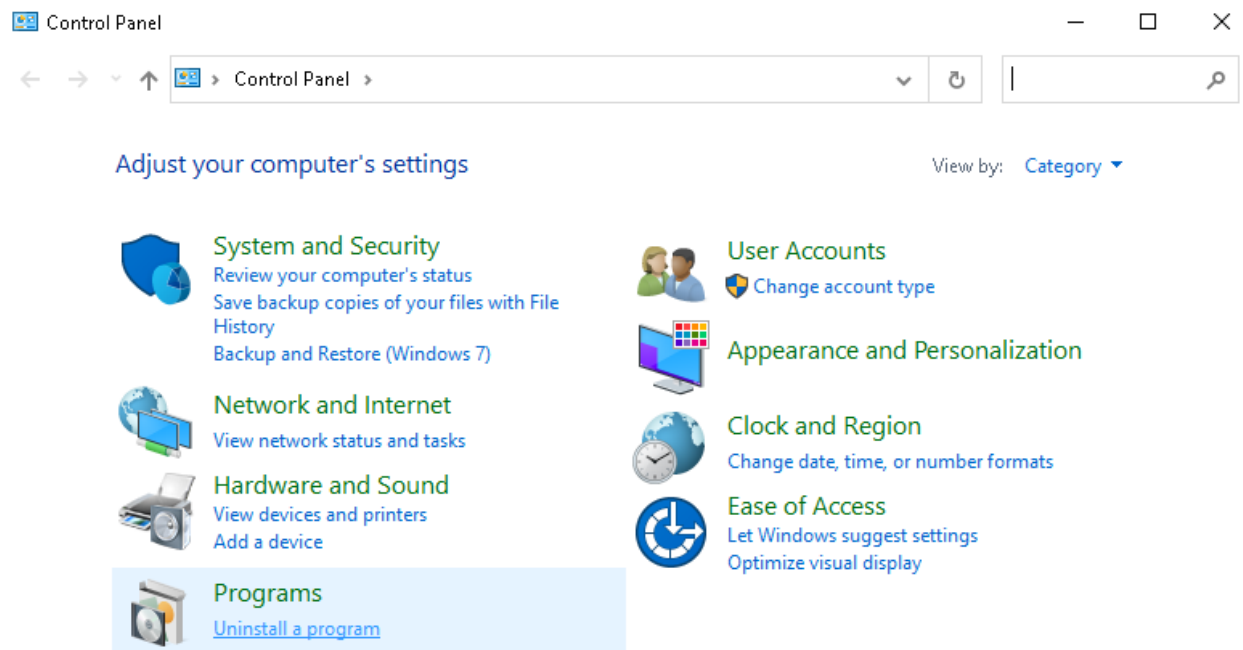 Control Panel
Control Panel
Adjust your computer's settings
View by: Category
System and Security
Review your computer's status
Save backup copies of your files with File
History
Backup and Restore (Windows 7)
Network and Internet
View network status and tasks
Hardware and Sound
View devices and printers
Add a device
Programs
Uninstall a program
User Accounts
Change account type
Appearance and Personalization
Clock and Region
Change date, time, or number formats
Ease of Access
Let Windows suggest settings
Optimize visual display